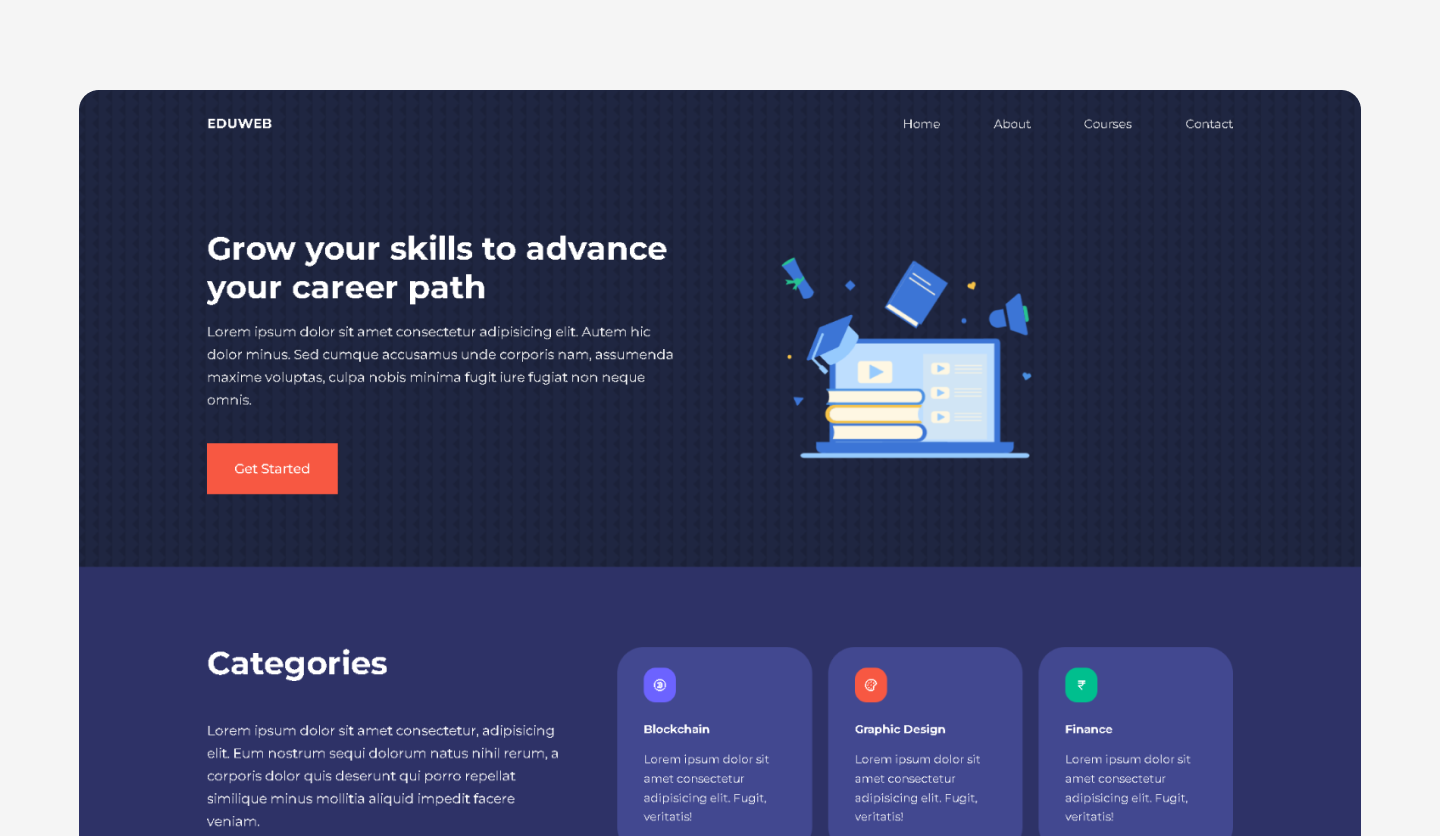 EDUWEB
Home About Courses Contact
Grow your skills to advance
your career path
Lorem ipsum dolor sit amet consectetur adipisicing elit. Autem hic
dolor minus. Sed cumque accusamus unde corporis nam, assumenda
maxime voluptas, culpa nobis minima fugit iure fugiat non neque
omnis.
Get Started
Categories
Lorem ipsum dolor sit amet consectetur, adipisicing
elit. Eum nostrum sequi dolorum natus nihil rerum, a
corporis dolor quis deserunt qui porro repellat
similique minus mollitia aliquid impedit facere
veniam.
Blockchain
Lorem ipsum dolor sit
amet consectetur
adipisicing elit. Fugit,
veritatis!
Graphic Design
Lorem ipsum dolor sit
amet consectetur
adipisicing elit. Fugit,
veritatis!
₹
Finance
Lorem ipsum dolor sit
amet consectetur
adipisicing elit. Fugit,
veritatis!